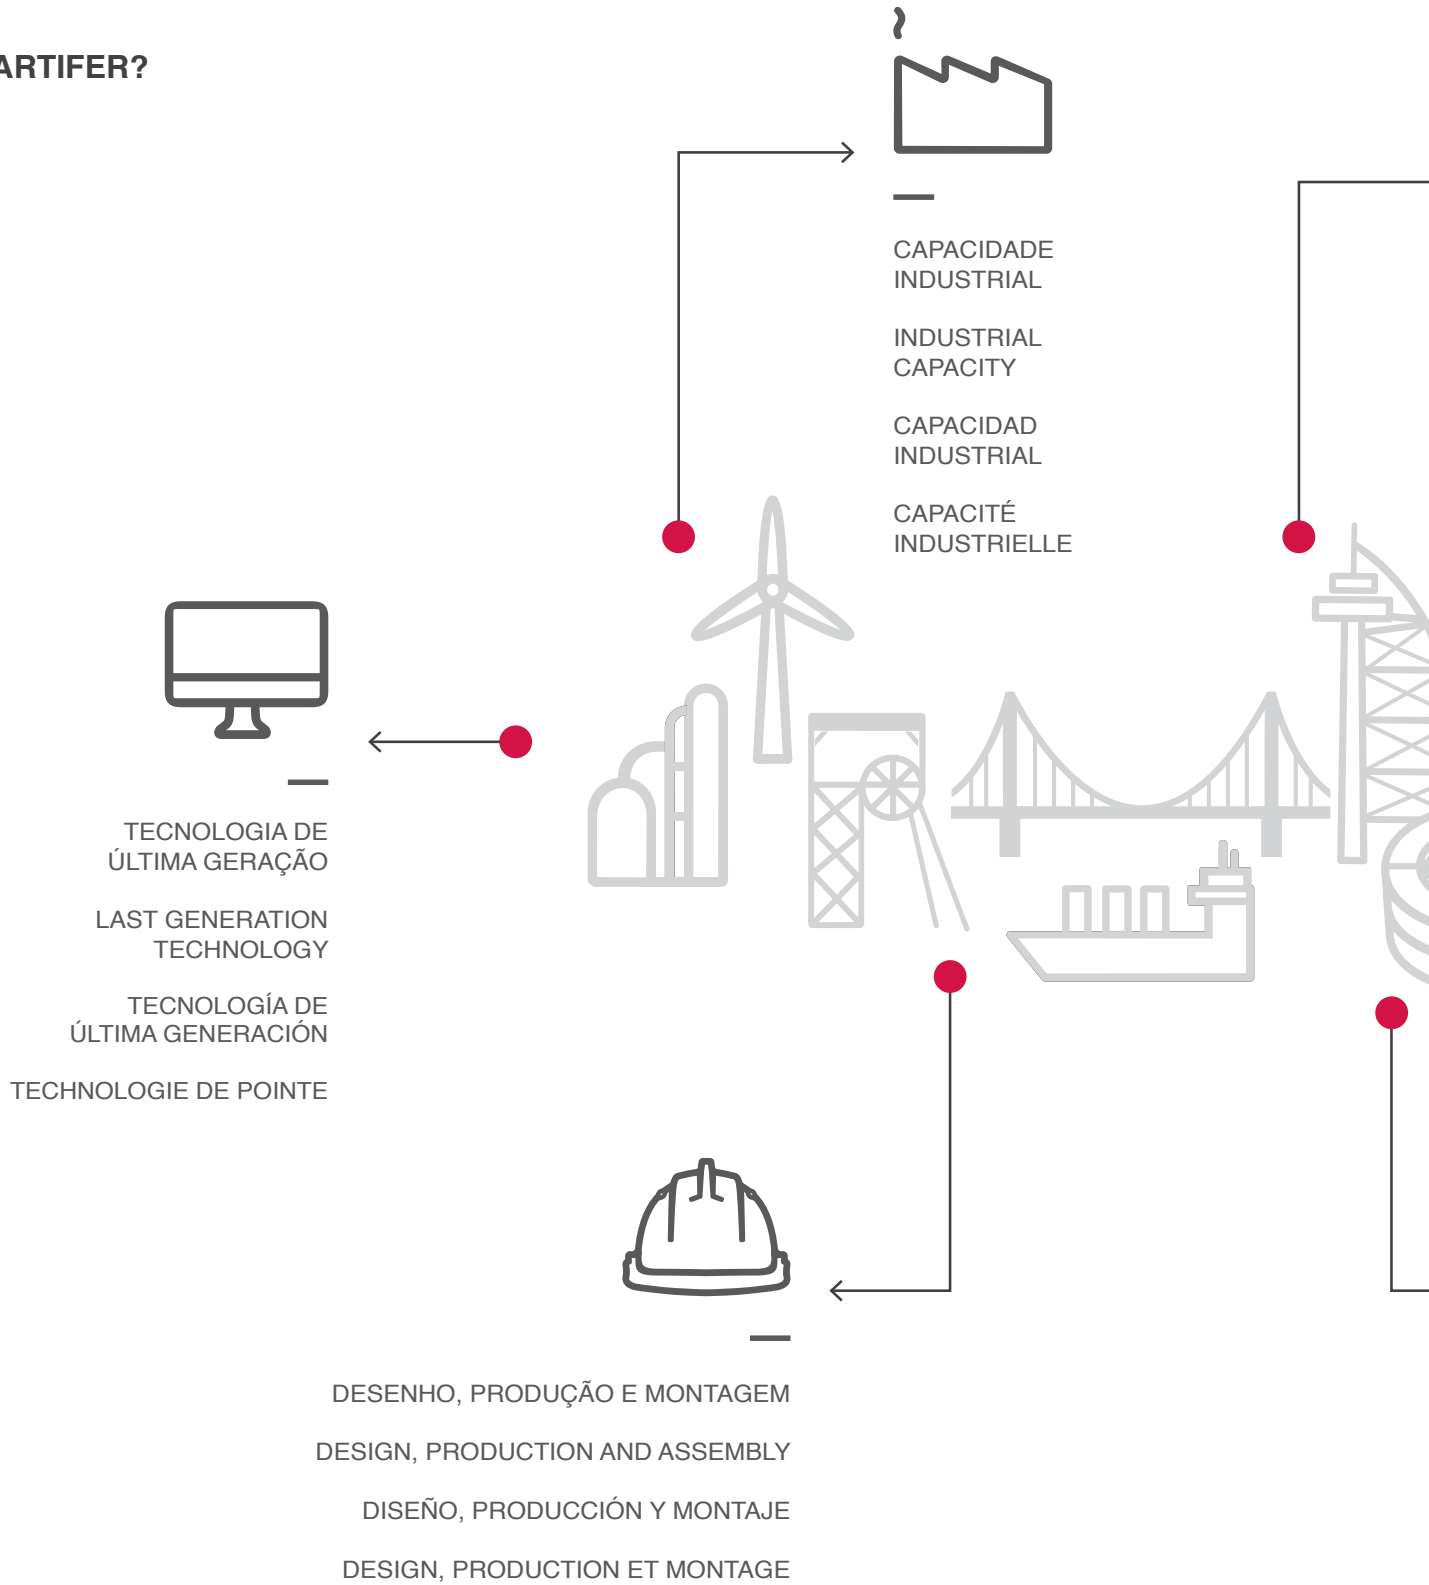 ARTIFER?
CAPACIDADE
INDUSTRIAL
INDUSTRIAL
CAPACITY
CAPACIDAD
INDUSTRIAL
CAPACITÉ
INDUSTRIELLE
TECNOLOGIA DE
ÚLTIMA GERAÇÃO
LAST GENERATION
TECHNOLOGY
TECNOLOGÍA DE
ÚLTIMA GENERACIÓN
TECHNOLOGIE DE POINTE
DESENHO, PRODUÇÃO E MONTAGEM
DESIGN, PRODUCTION AND ASSEMBLY
DISEÑO, PRODUCCIÓN Y MONTAJE
DESIGN, PRODUCTION ET MONTAGE